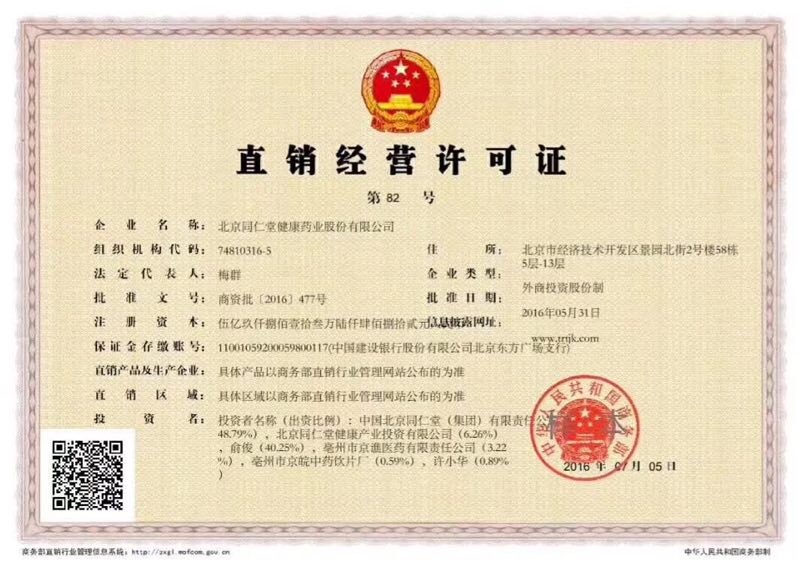 直销经营许可证
第 82 号
企业名称：北京同仁堂健康药业股份有限公司
组织机构代码：74810316-5
住所：北京市经济技术开发区景园北街2号楼58栋
5层-13层
法定代表人：梅群
企业类型：外商投资股份制
批准文号：商资批〔2016〕477号
批准日期：2016年05月31日
注册资本：伍亿玖仟捌佰壹拾叁万陆仟肆佰捌拾贰元
信息披露网址：www.trtjk.com
保证金存缴账号：11001059200059800117(中国建设银行股份有限公司北京东方广场支行)
直销产品及生产企业：具体产品以商务部直销行业管理网站公布的为准
直销区域：具体区域以商务部直销行业管理网站公布的为准
投资者：投资者名称（出资比例）：中国北京同仁堂（集团）有限责任公
48.79%），北京同仁堂健康产业投资有限公司（6.26%）
，俞俊（40.25%），亳州市京谯医药有限责任公司（3.22
%），亳州市京皖中药饮片厂（0.59%），许小华（0.89%
）
中华人民共和国商务部
样本
2016 年 07 月 05 日
商务部直销行业管理信息系统：http://zxgl.mofcom.gov.cn
中华人民共和国商务部制